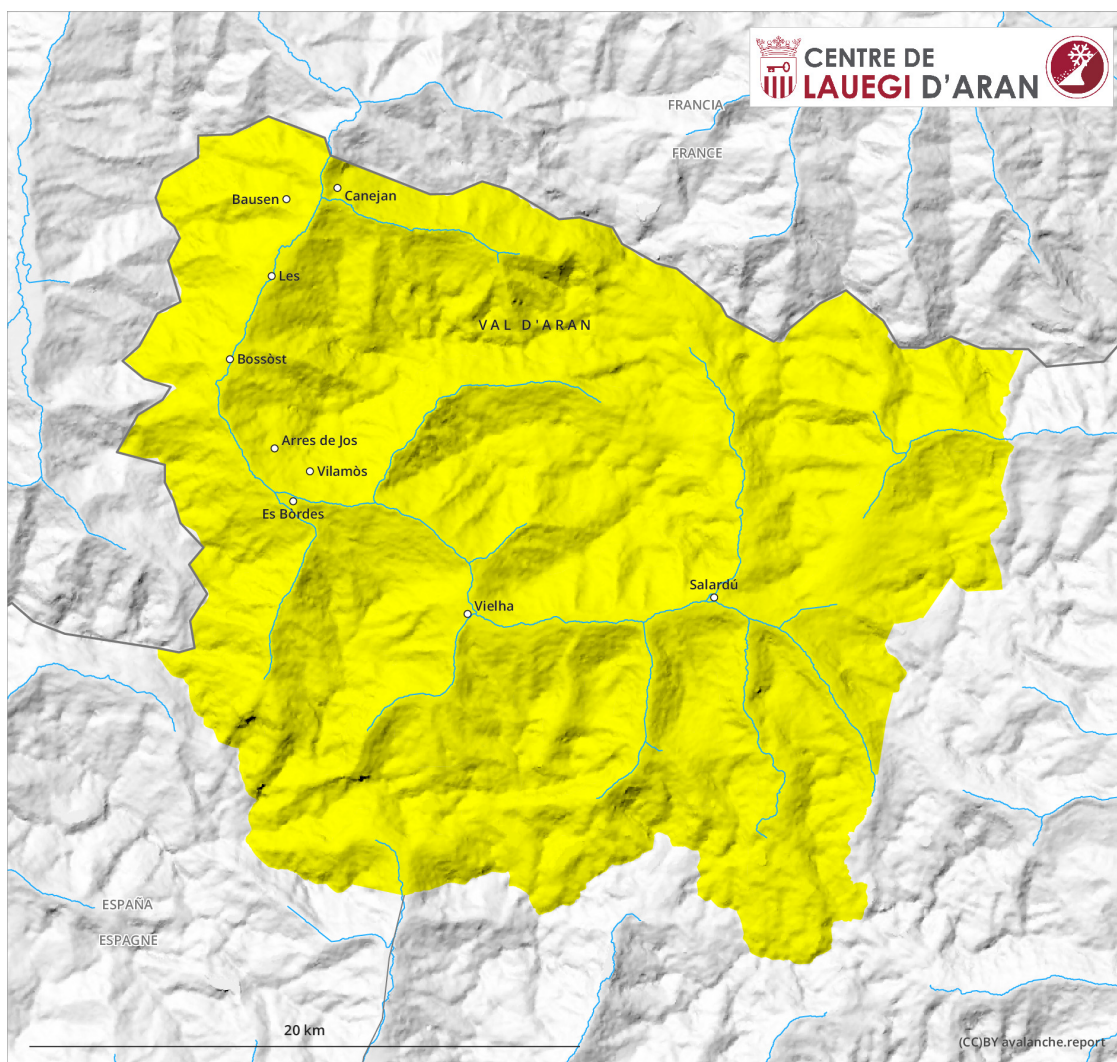 CENTRE DE
LAUEGI D'ARAN
FRANCIA
FRANCE
Bausen
Canejan
Les
VAL D'ARAN
Bossòst
Arres de Jos
Vilamòs
Es Bòrdes
Salardú
Vielha
ESPAÑA
ESPAGNE
20 km
(CC)BY avalanche.report